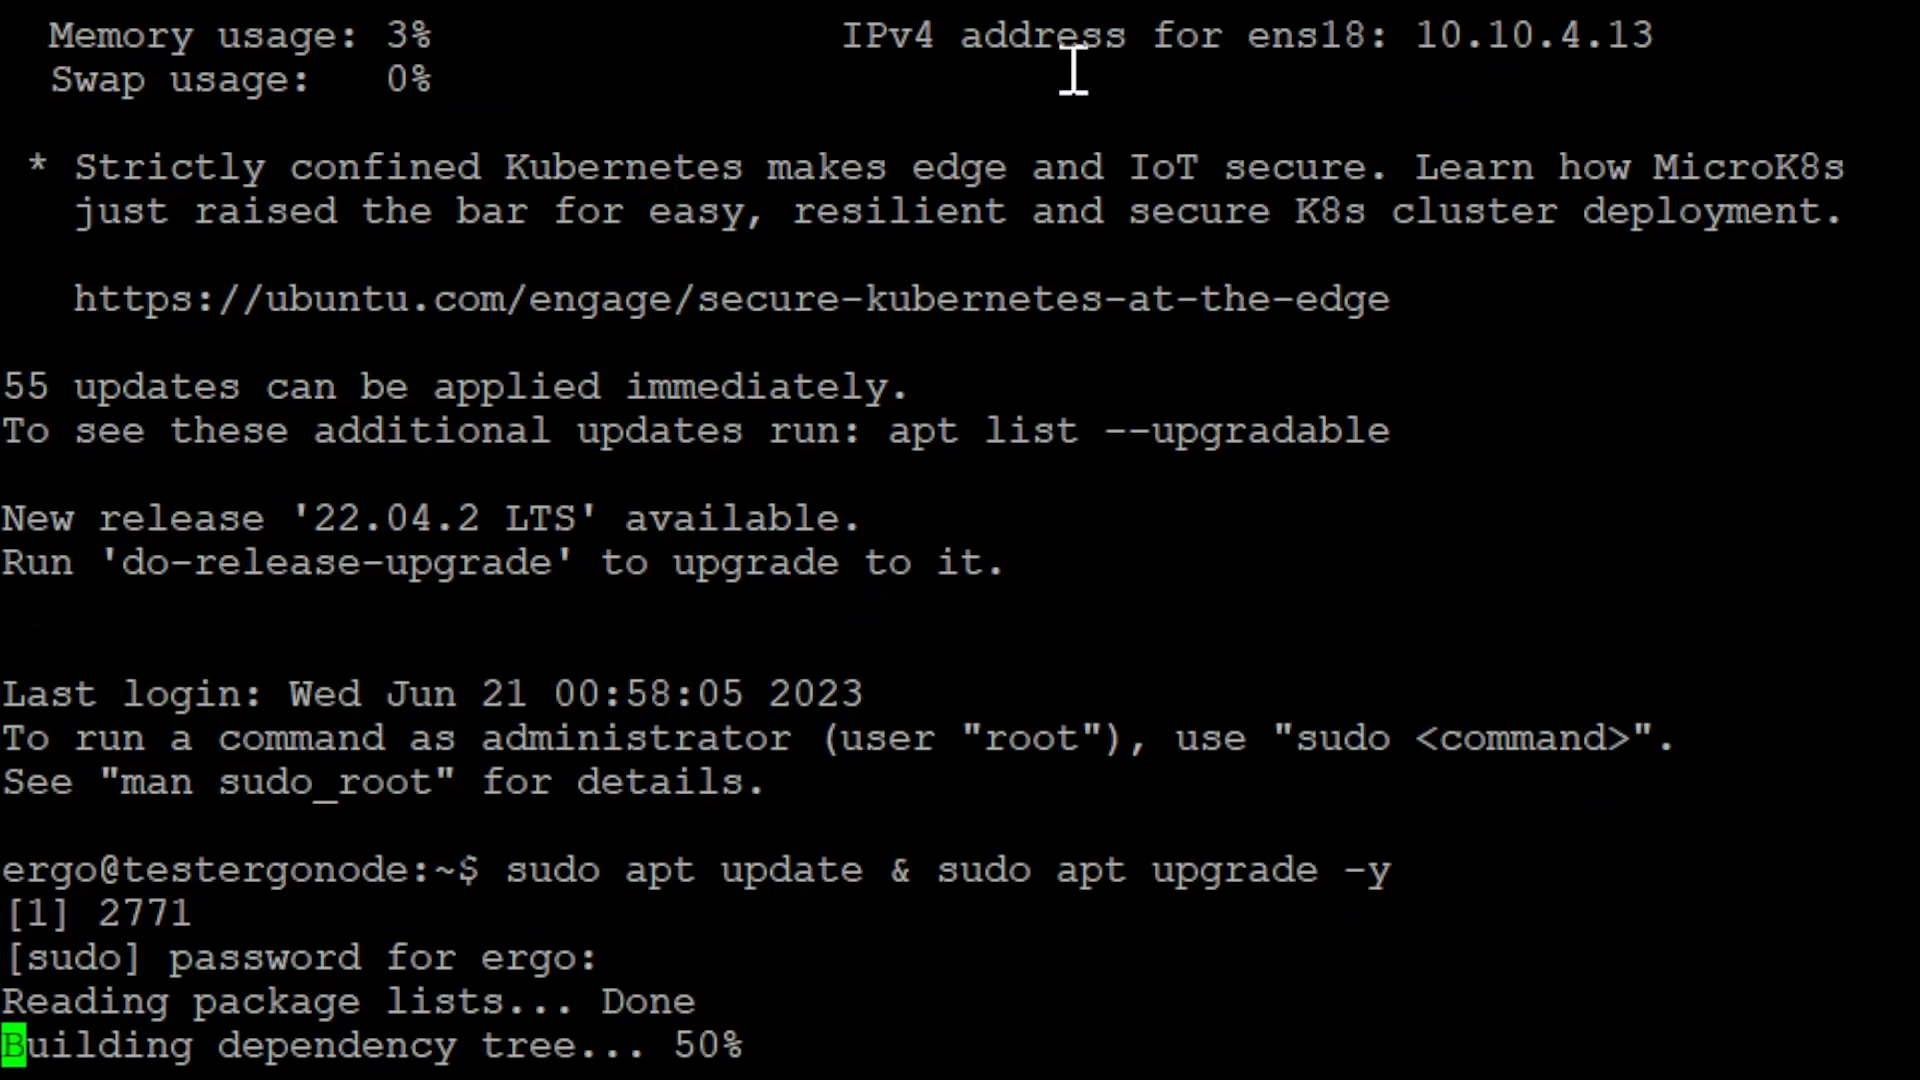 Memory usage: 3% IPv4 address for ens18: 10.10.4.13
Swap usage: 0%
* Strictly confined Kubernetes makes edge and IoT secure. Learn how MicroK8s
just raised the bar for easy, resilient and secure K8s cluster deployment.
https://ubuntu.com/engage/secure-kubernetes-at-the-edge
55 updates can be applied immediately.
To see these additional updates run: apt list --upgradable
New release '22.04.2 LTS' available.
Run 'do-release-upgrade' to upgrade to it.
Last login: Wed Jun 21 00:58:05 2023
To run a command as administrator (user "root"), use "sudo <command>".
See "man sudo_root" for details.
ergo@testergonode:~$ sudo apt update & sudo apt upgrade -y
[1] 2771
[sudo] password for ergo:
Reading package lists... Done
Building dependency tree... 50%